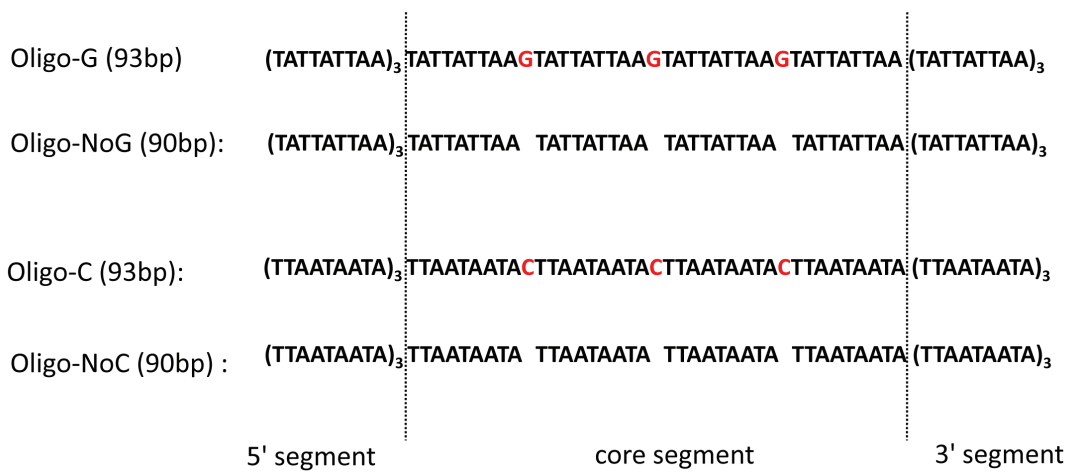 Oligo-G (93bp) (TATTATTAA)3 TATTATTAAGTATTATTAAGTATTATTAAGTATTATTAA (TATTATTAA)3
Oligo-NoG (90bp): (TATTATTAA)3 TATTATTAA TATTATTAA TATTATTAA TATTATTAA (TATTATTAA)3
Oligo-C (93bp): (TTAATAATA)3 TTAATAATACTTAATAATACTTAATAATACTTAATAATA (TTAATAATA)3
Oligo-NoC (90bp) : (TTAATAATA)3 TTAATAATA TTAATAATA TTAATAATA TTAATAATA (TTAATAATA)3
5' segment core segment 3' segment